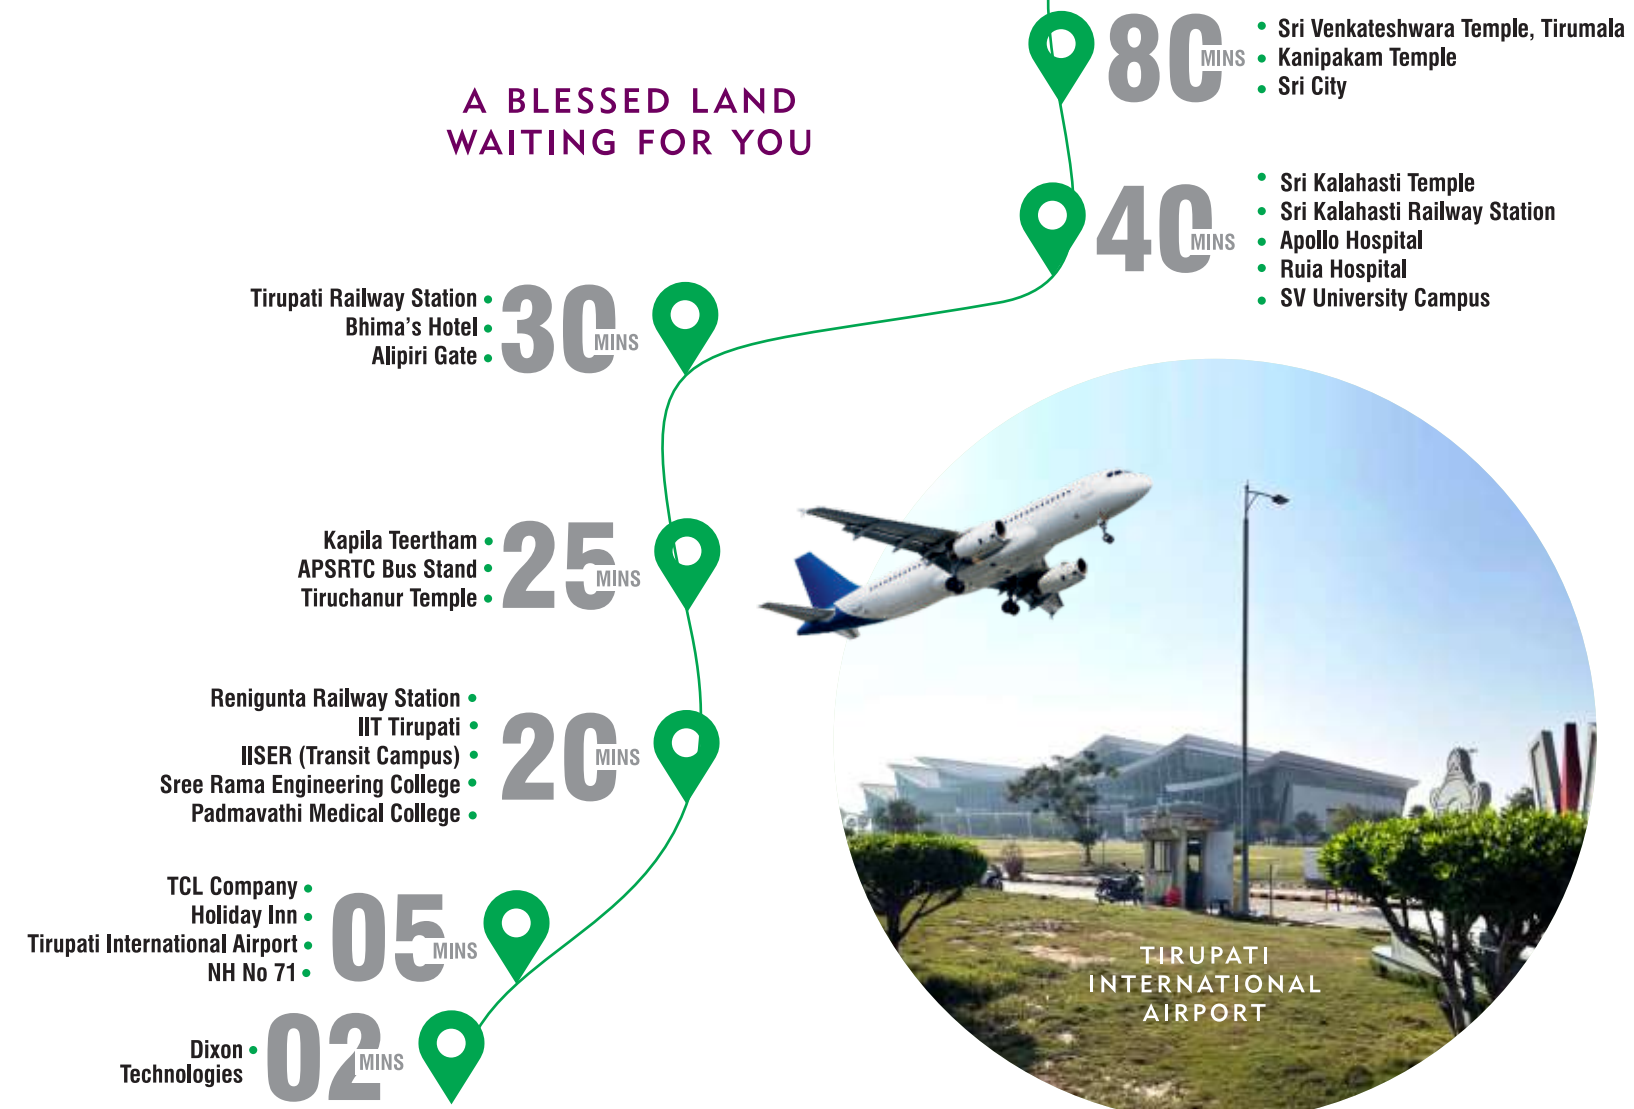 80 MINS
Sri Venkateshwara Temple, Tirumala
Kanipakam Temple
Sri City
A BLESSED LAND
WAITING FOR YOU
40 MINS
Sri Kalahasti Temple
Sri Kalahasti Railway Station
Apollo Hospital
Ruia Hospital
SV University Campus
Tirupati Railway Station
Bhima's Hotel
Alipiri Gate
30 MINS
Kapila Teertham
APSRTC Bus Stand
Tiruchanur Temple
25 MINS
Renigunta Railway Station
IIT Tirupati
IISER (Transit Campus)
Sree Rama Engineering College
Padmavathi Medical College
20 MINS
TCL Company
Holiday Inn
Tirupati International Airport
NH No 71
05 MINS
Dixon
Technologies
02 MINS
TIRUPATI
INTERNATIONAL
AIRPORT